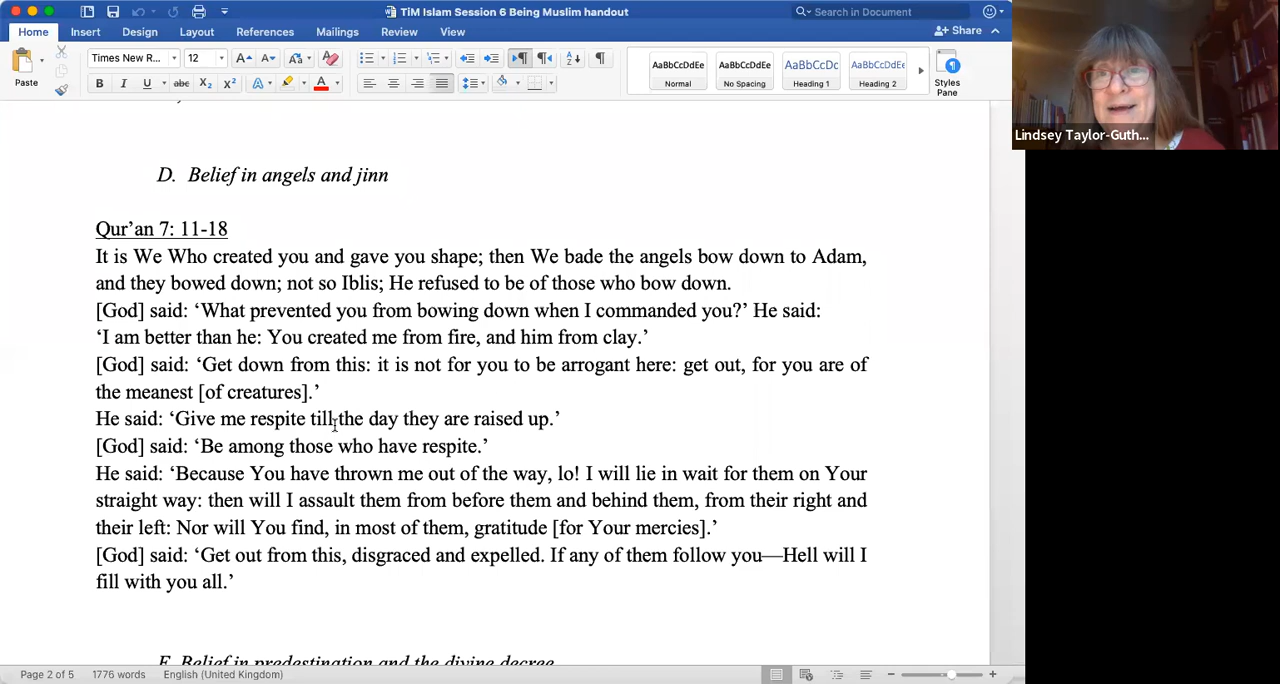 TiM Islam Session 6 Being Muslim handout
Search in Document
Home Insert Design Layout References Mailings Review View
Share
Paste
Times New R... 12
B I U abc X₂ X²
AaBbCcDdEe AaBbCcDdEe AaBbCcDc AaBbCcDdEe
Normal No Spacing Heading 1 Heading 2
Styles
Pane
Lindsey Taylor-Guth...
D. Belief in angels and jinn
Qur’an 7: 11-18
It is We Who created you and gave you shape; then We bade the angels bow down to Adam,
and they bowed down; not so Iblis; He refused to be of those who bow down.
[God] said: ‘What prevented you from bowing down when I commanded you?’ He said:
‘I am better than he: You created me from fire, and him from clay.’
[God] said: ‘Get down from this: it is not for you to be arrogant here: get out, for you are of
the meanest [of creatures].’
He said: ‘Give me respite till the day they are raised up.’
[God] said: ‘Be among those who have respite.’
He said: ‘Because You have thrown me out of the way, lo! I will lie in wait for them on Your
straight way: then will I assault them from before them and behind them, from their right and
their left: Nor will You find, in most of them, gratitude [for Your mercies].’
[God] said: ‘Get out from this, disgraced and expelled. If any of them follow you—Hell will I
fill with you all.’
Belief in predestination and the divine decree
Page 2 of 5 1776 words English (United Kingdom)